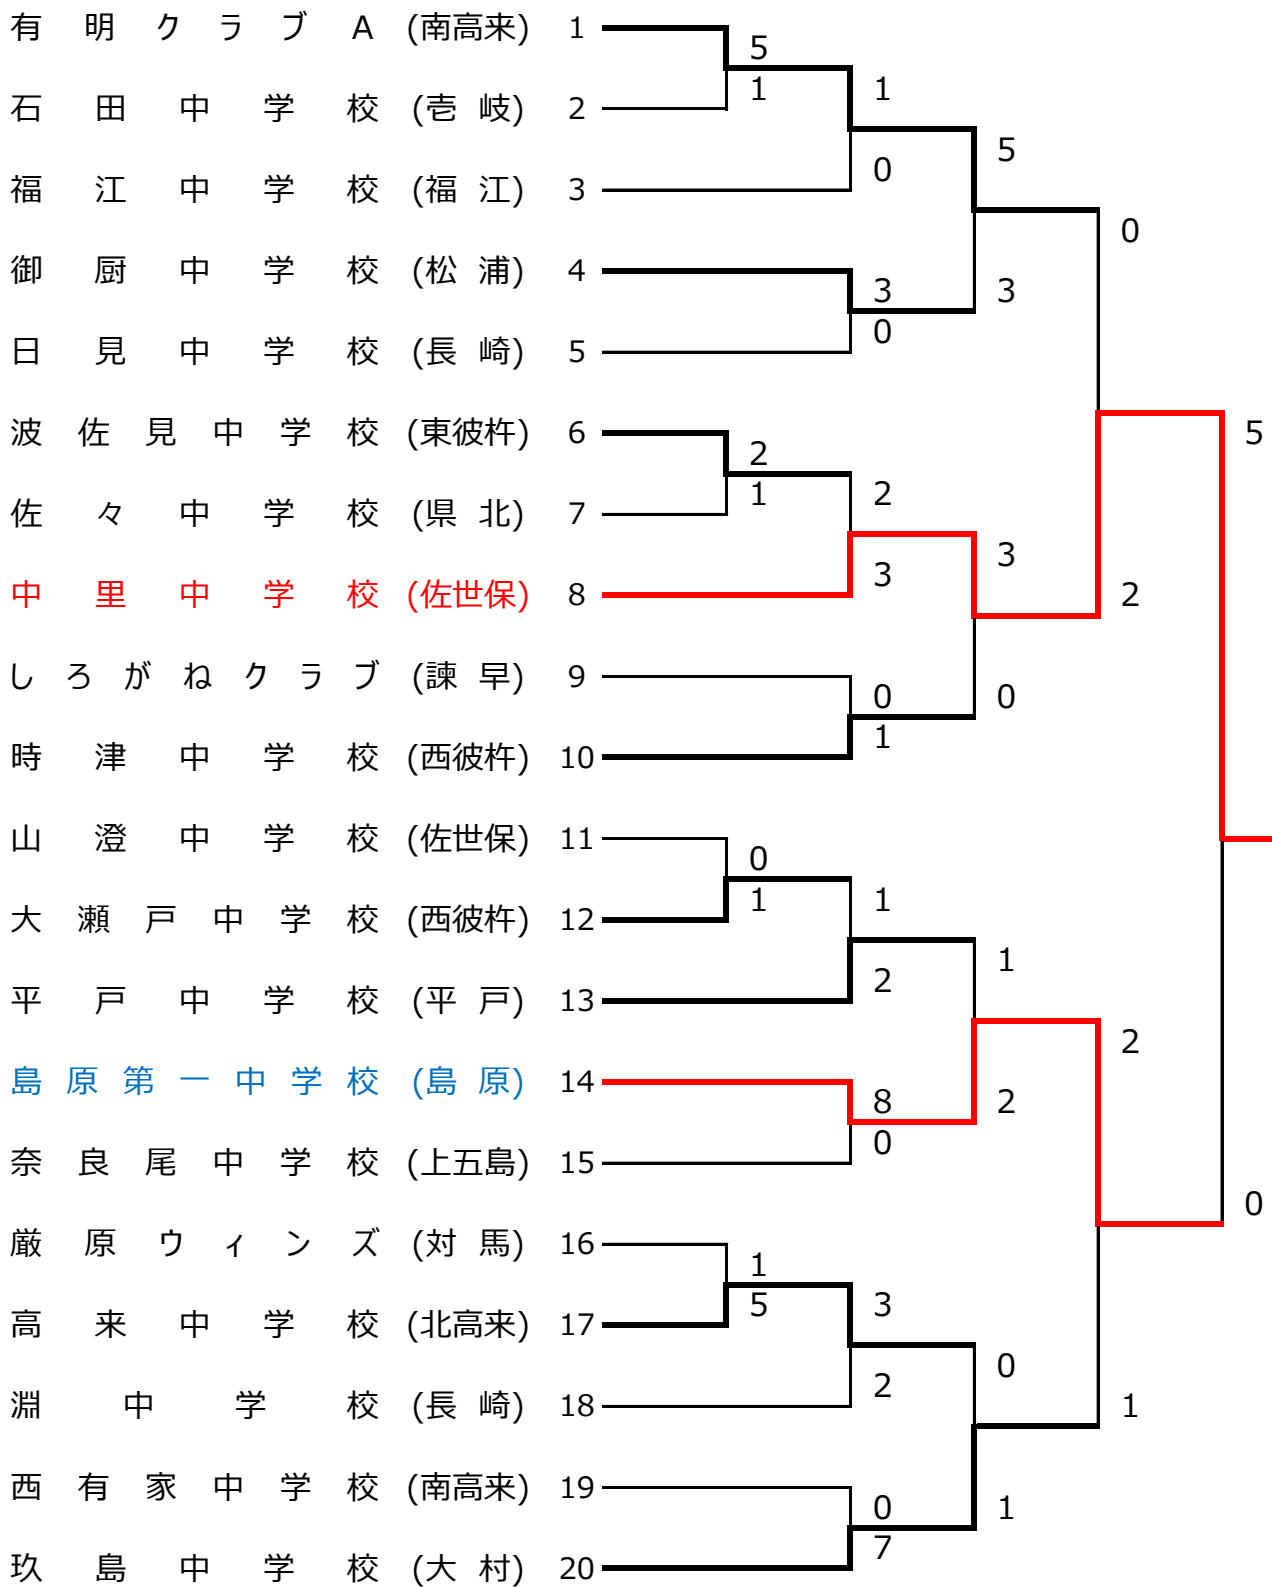 有明クラブA (南高来) 1
5
1
1
石田中学校 (壱岐) 2
5
0
福江中学校 (福江) 3
0
御厨中学校 (松浦) 4
3
3
0
日見中学校 (長崎) 5
波佐見中学校 (東彼杵) 6
5
2
1
2
佐々中学校 (県北) 7
3
3
中里中学校 (佐世保) 8
2
しろがねクラブ (諫早) 9
0
0
1
時津中学校 (西彼杵) 10
山澄中学校 (佐世保) 11
0
1
1
大瀬戸中学校 (西彼杵) 12
1
2
平戸中学校 (平戸) 13
2
島原第一中学校 (島原) 14
8
2
0
奈良尾中学校 (上五島) 15
0
厳原ウィンズ (対馬) 16
1
5
3
高来中学校 (北高来) 17
0
2
淵中学校 (長崎) 18
1
西有家中学校 (南高来) 19
0
1
7
玖島中学校 (大村) 20